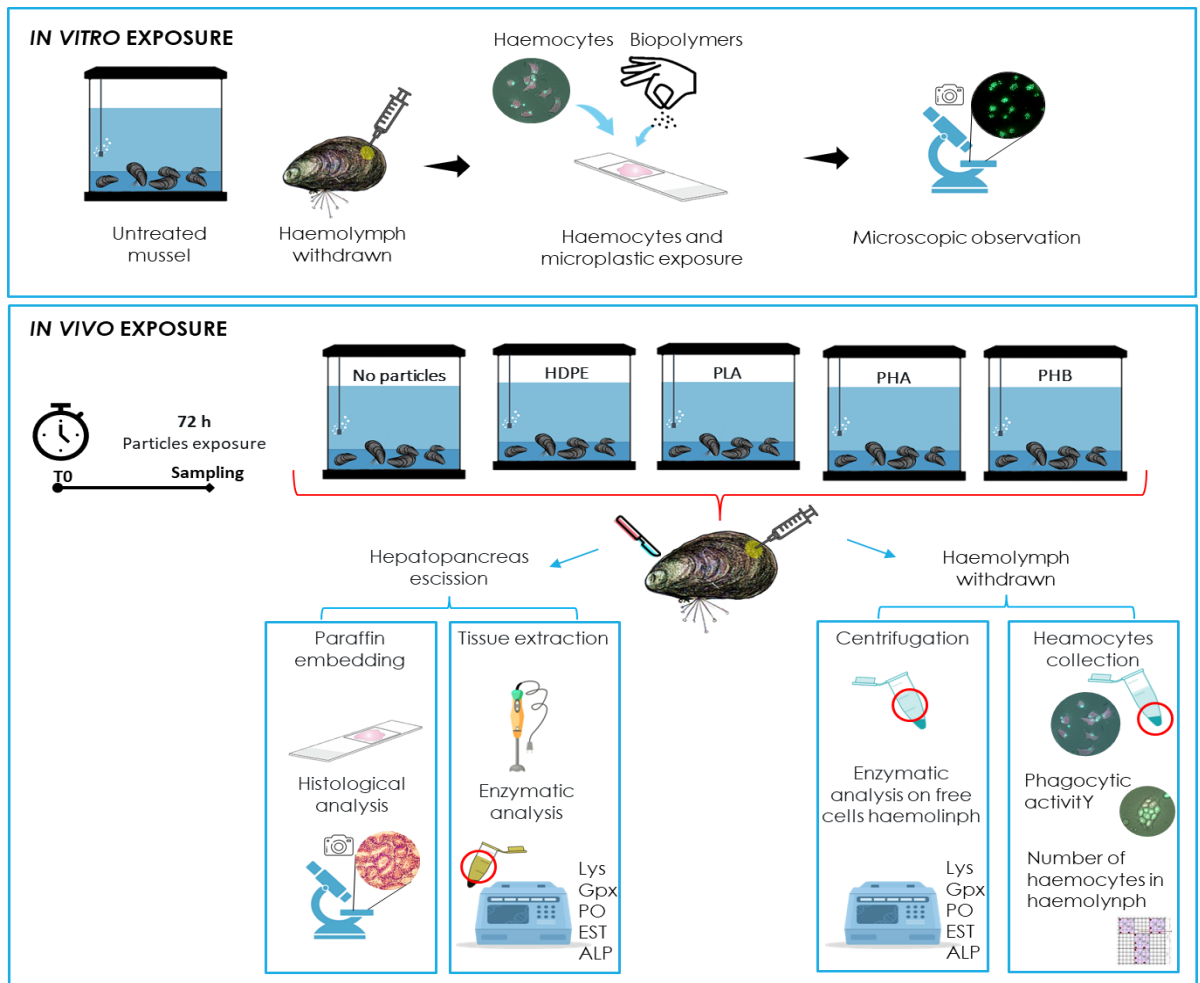 IN VITRO EXPOSURE
Haemocytes
Biopolymers
Untreated
mussel
Haemolymph
withdrawn
Haemocytes and
microplastic exposure
Microscopic observation
IN VIVO EXPOSURE
No particles
HDPE
PLA
PHA
PHB
72 h
Particles exposure
T0
Sampling
Hepatopancreas
escission
Haemolymph
withdrawn
Paraffin
embedding
Histological
analysis
Tissue extraction
Enzymatic
analysis
Lys
Gpx
PO
EST
ALP
Centrifugation
Enzymatic
analysis on free
cells haemolinph
Lys
Gpx
PO
EST
ALP
Heamocytes
collection
Phagocytic
activitY
Number of
haemocytes in
haemolynph